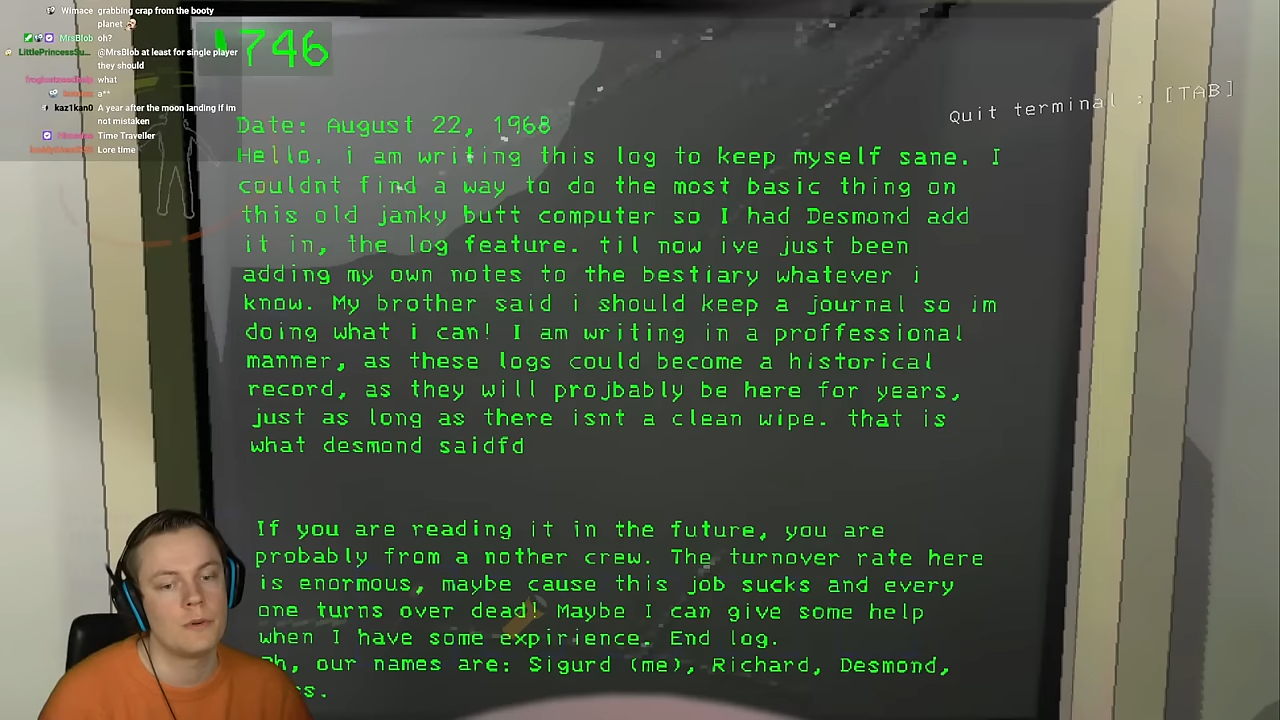 Wimace grabbing crap from the booty
planet
MrsBlob oh?
LittlePrincessSu... @MrsBlob at least for single player
they should
what
a**
kaz1kan0 A year after the moon landing if im
not mistaken
Time Traveller
Lore time
746
Quit terminal : [TAB]
Date: August 22, 1968
Hello. i am writing this log to keep myself sane. I
couldnt find a way to do the most basic thing on
this old janky butt computer so I had Desmond add
it in, the log feature. til now ive just been
adding my own notes to the bestiary whatever i
know. My brother said i should keep a journal so im
doing what i can! I am writing in a proffessional
manner, as these logs could become a historical
record, as they will projbably be here for years,
just as long as there isnt a clean wipe. that is
what desmond saidfd
If you are reading it in the future, you are
probably from a nother crew. The turnover rate here
is enormous, maybe cause this job sucks and every
one turns over dead! Maybe I can give some help
when I have some expirience. End log.
our names are: Sigurd (me), Richard, Desmond,